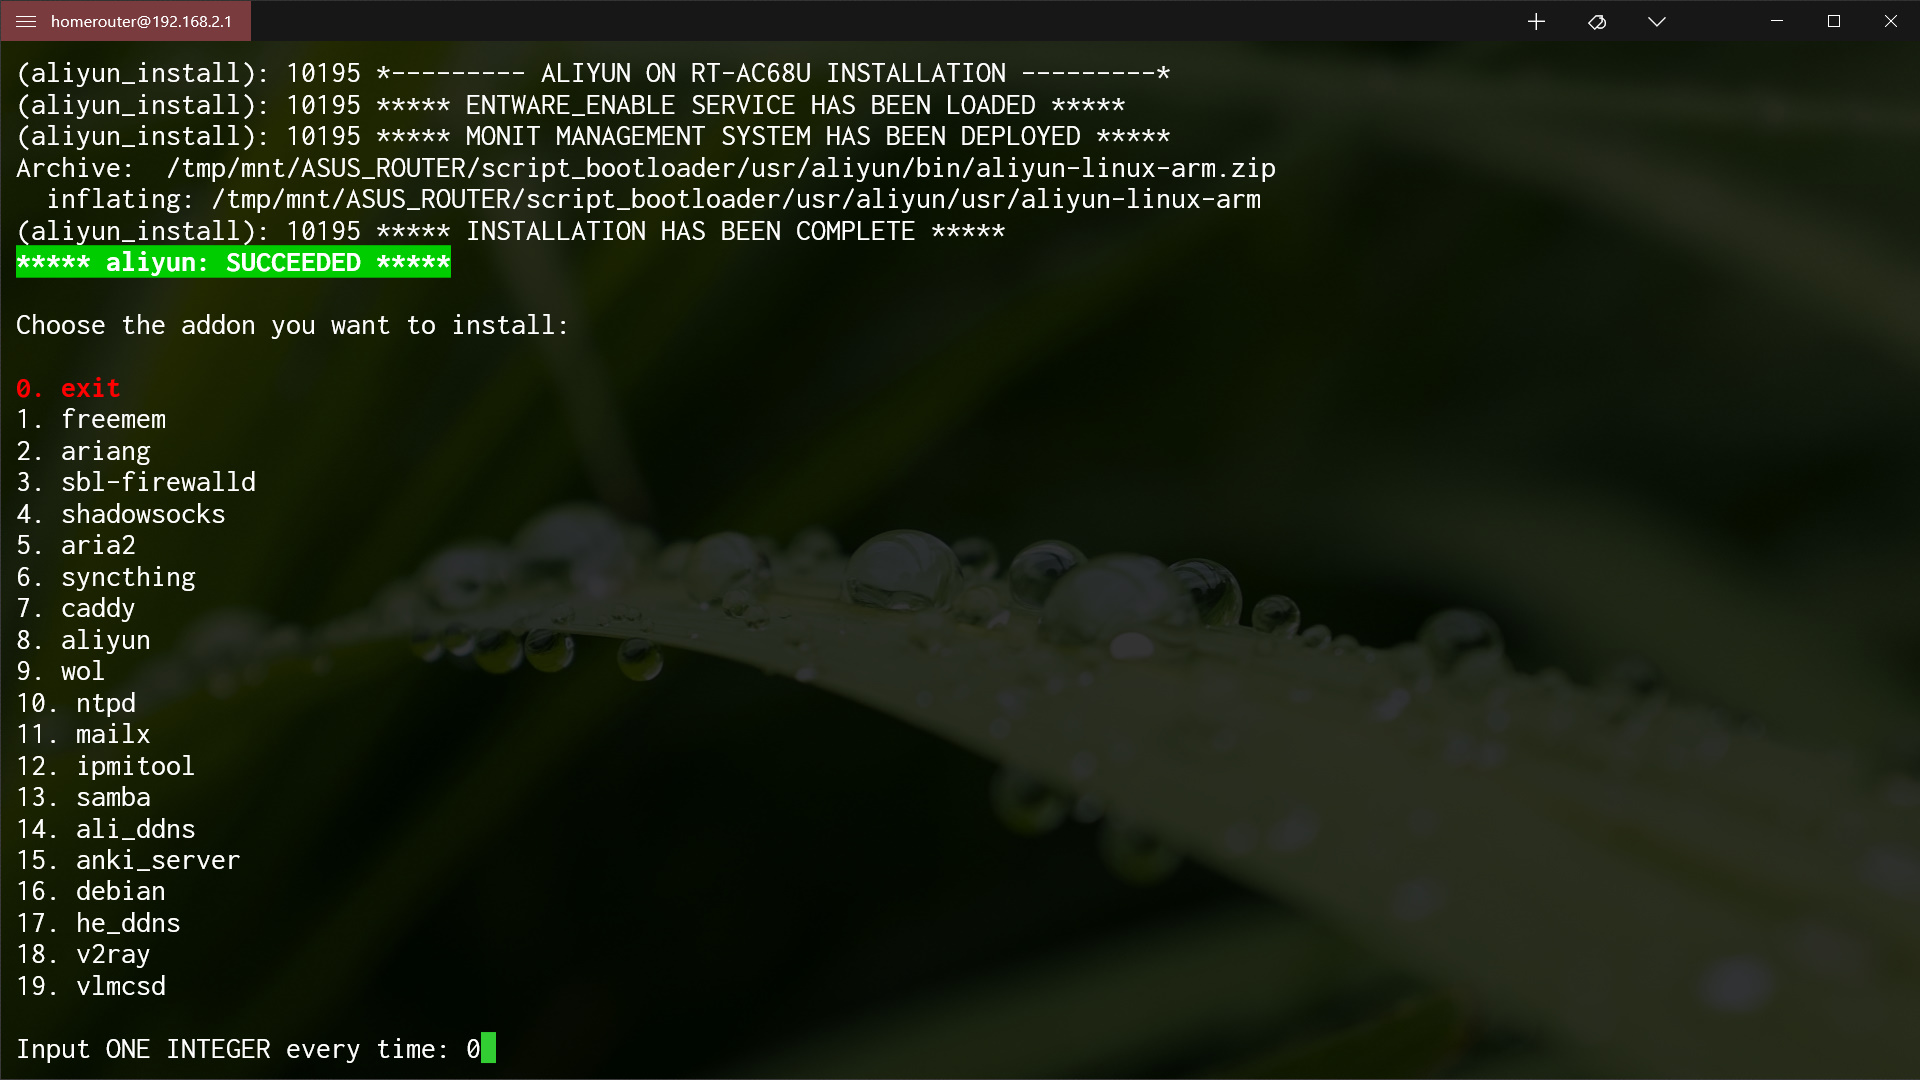 homerouter@192.168.2.1
(aliyun_install): 10195 *--------- ALIYUN ON RT-AC68U INSTALLATION ---------*
(aliyun_install): 10195 ***** ENTWARE_ENABLE SERVICE HAS BEEN LOADED *****
(aliyun_install): 10195 ***** MONIT MANAGEMENT SYSTEM HAS BEEN DEPLOYED *****
Archive:  /tmp/mnt/ASUS_ROUTER/script_bootloader/usr/aliyun/bin/aliyun-linux-arm.zip
  inflating: /tmp/mnt/ASUS_ROUTER/script_bootloader/usr/aliyun/usr/aliyun-linux-arm
(aliyun_install): 10195 ***** INSTALLATION HAS BEEN COMPLETE *****
***** aliyun: SUCCEEDED *****
Choose the addon you want to install:
0. exit
1. freemem
2. ariang
3. sbl-firewalld
4. shadowsocks
5. aria2
6. syncthing
7. caddy
8. aliyun
9. wol
10. ntpd
11. mailx
12. ipmitool
13. samba
14. ali_ddns
15. anki_server
16. debian
17. he_ddns
18. v2ray
19. vlmcsd
Input ONE INTEGER every time: 0